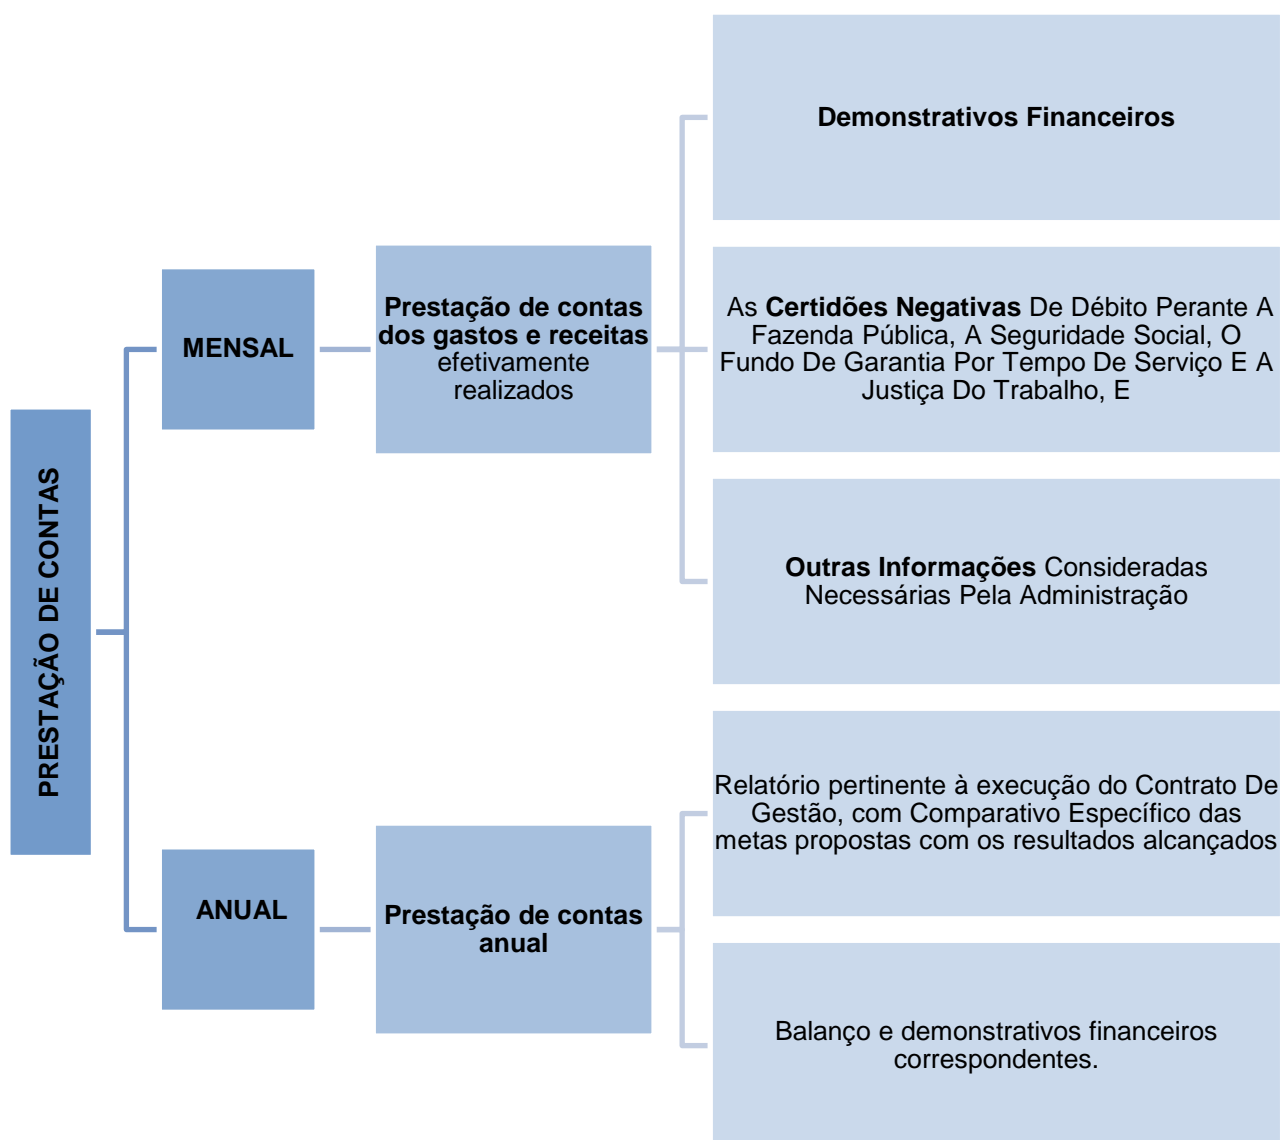 PRESTAÇÃO DE CONTAS
MENSAL
Prestação de contas
dos gastos e receitas
efetivamente
realizados
Demonstrativos Financeiros
As Certidões Negativas De Débito Perante A
Fazenda Pública, A Seguridade Social, O
Fundo De Garantia Por Tempo De Serviço E A
Justiça Do Trabalho, E
Outras Informações Consideradas
Necessárias Pela Administração
ANUAL
Prestação de contas
anual
Relatório pertinente à execução do Contrato De
Gestão, com Comparativo Específico das
metas propostas com os resultados alcançados
Balanço e demonstrativos financeiros
correspondentes.